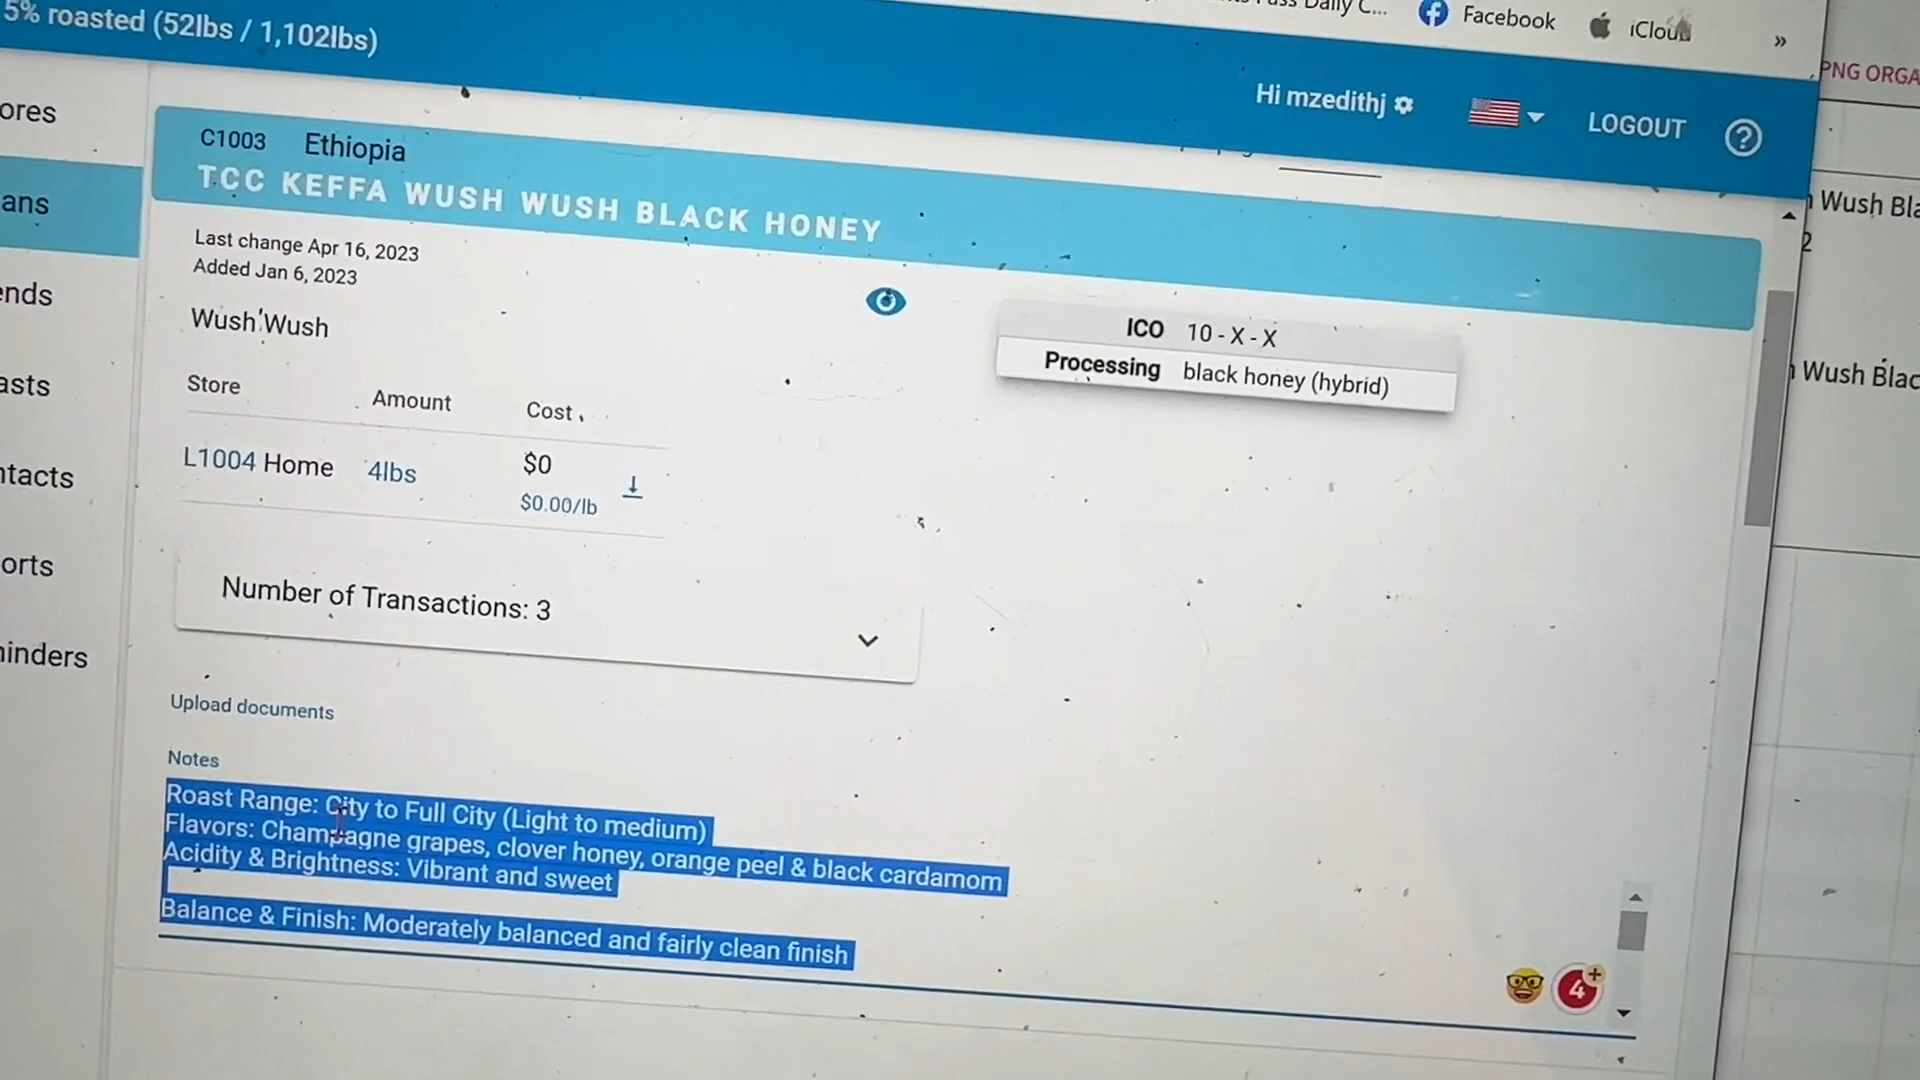 Facebook
iCloud
»
5% roasted (52lbs / 1,102lbs)
Hi mzedithj
LOGOUT
?
PNG ORGA
ores
ans
ends
asts
ntacts
orts
ninders
C1003 Ethiopia
TCC KEFFA WUSH WUSH BLACK HONEY
Last change Apr 16, 2023
Added Jan 6, 2023
Wush Wush
ICO 10 - X - X
Processing black honey (hybrid)
Store Amount Cost
L1004 Home 4lbs $0
$0.00/lb
Number of Transactions: 3
Upload documents
Notes
Roast Range: City to Full City (Light to medium)
Flavors: Champagne grapes, clover honey, orange peel & black cardamom
Acidity & Brightness: Vibrant and sweet
Balance & Finish: Moderately balanced and fairly clean finish
4
Wush Bla
2
Wush Blac